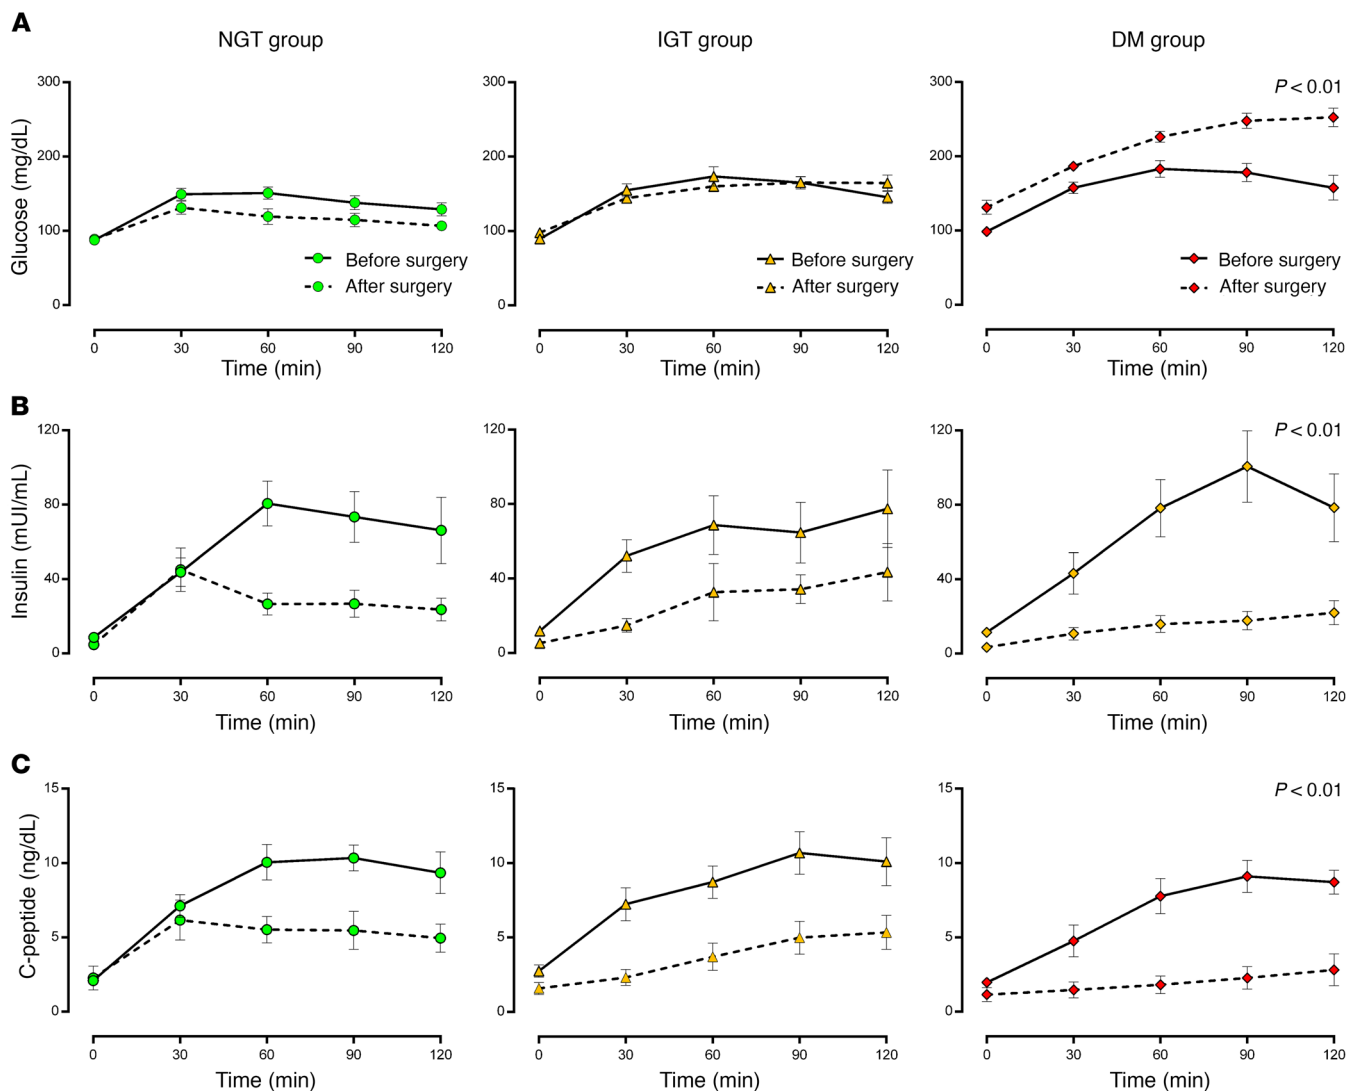 A
NGT group
IGT group
DM group
Glucose (mg/dL)
300
200
100
0
Before surgery
After surgery
0 30 60 90 120
Time (min)
300
200
100
0
Before surgery
After surgery
0 30 60 90 120
Time (min)
300
200
100
0
P < 0.01
Before surgery
After surgery
0 30 60 90 120
Time (min)
B
Insulin (mUI/mL)
120
80
40
0
0 30 60 90 120
Time (min)
120
80
40
0
0 30 60 90 120
Time (min)
120
80
40
0
P < 0.01
0 30 60 90 120
Time (min)
C
C-peptide (ng/dL)
15
10
5
0
0 30 60 90 120
Time (min)
15
10
5
0
0 30 60 90 120
Time (min)
15
10
5
0
P < 0.01
0 30 60 90 120
Time (min)